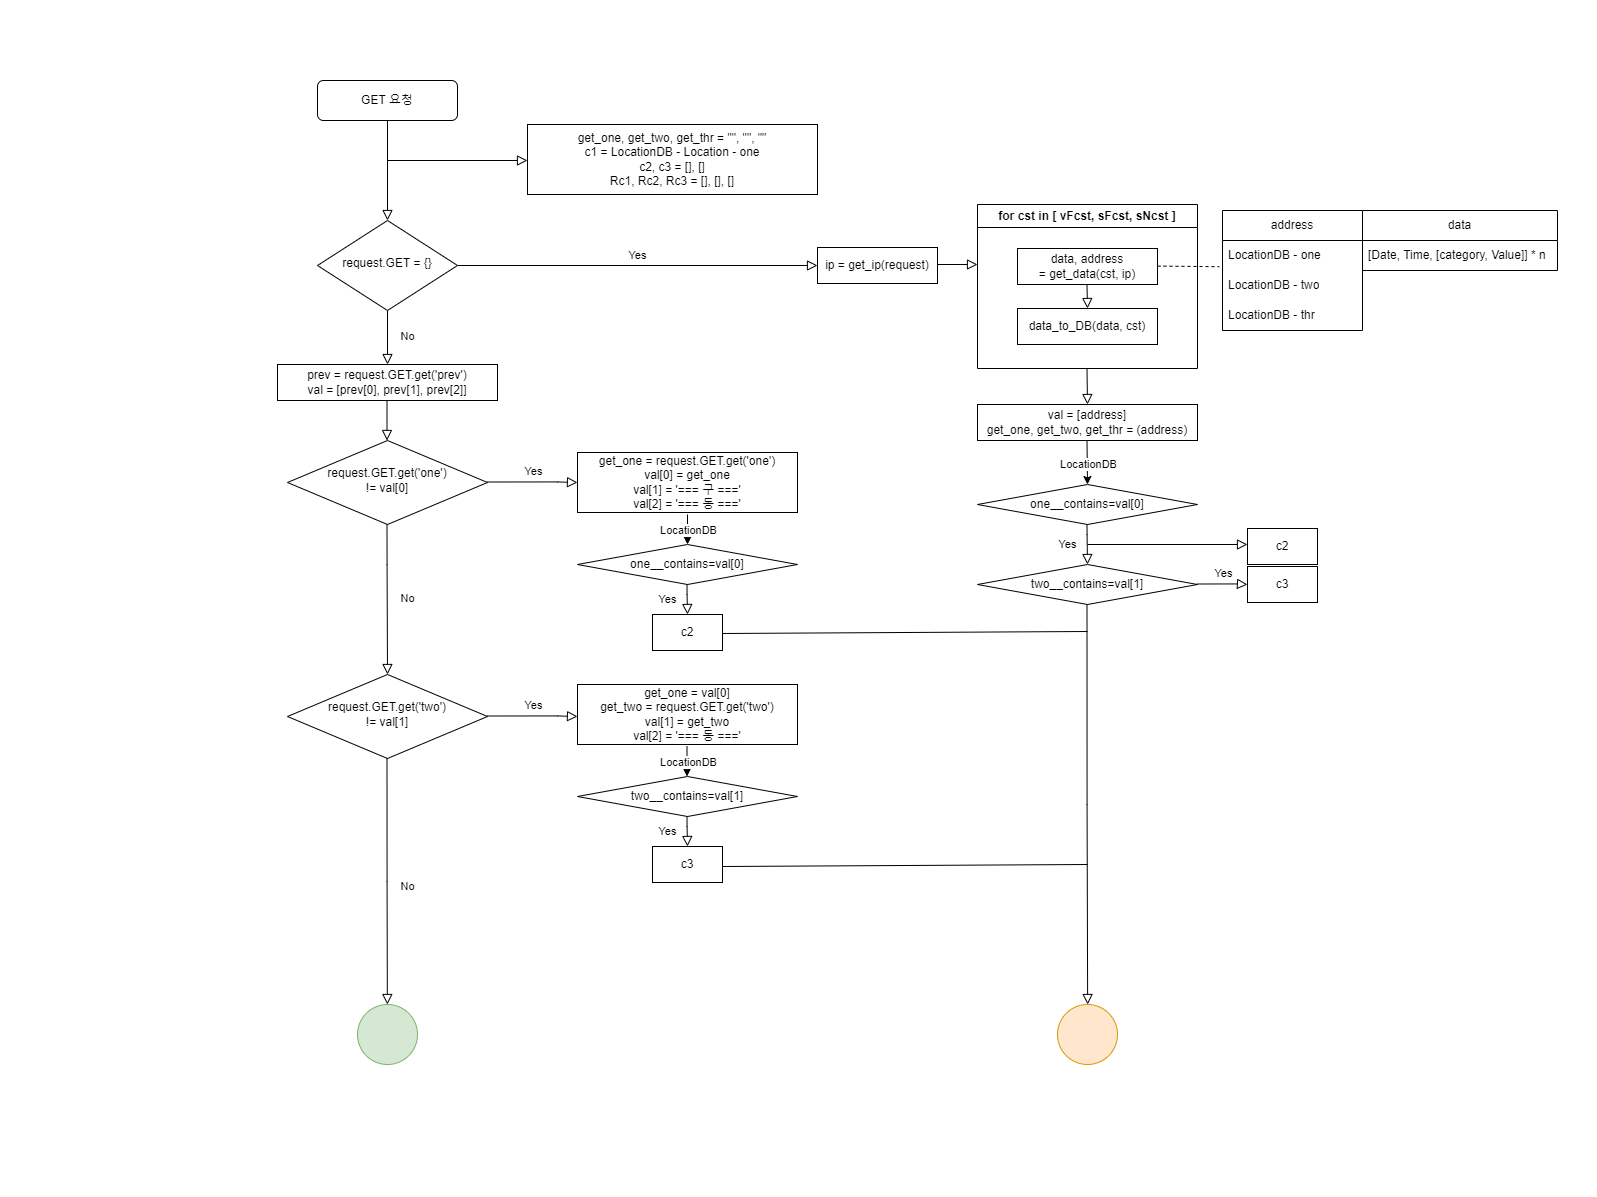 GET 요청
get_one, get_two, get_thr = "", "", ""
c1 = LocationDB - Location - one
c2, c3 = [], []
Rc1, Rc2, Rc3 = [], [], []
request.GET = {}
Yes
ip = get_ip(request)
for cst in [ vFcst, sFcst, sNcst ]
data, address
= get_data(cst, ip)
data_to_DB(data, cst)
address
data
LocationDB - one
[Date, Time, [category, Value]] * n
LocationDB - two
LocationDB - thr
No
prev = request.GET.get('prev')
val = [prev[0], prev[1], prev[2]]
val = [address]
get_one, get_two, get_thr = (address)
LocationDB
one__contains=val[0]
Yes
c2
two__contains=val[1]
Yes
c3
request.GET.get('one')
!= val[0]
Yes
get_one = request.GET.get('one')
val[0] = get_one
val[1] = '=== 구 ==='
val[2] = '=== 동 ==='
LocationDB
one__contains=val[0]
Yes
c2
No
request.GET.get('two')
!= val[1]
Yes
get_one = val[0]
get_two = request.GET.get('two')
val[1] = get_two
val[2] = '=== 동 ==='
LocationDB
two__contains=val[1]
Yes
c3
No